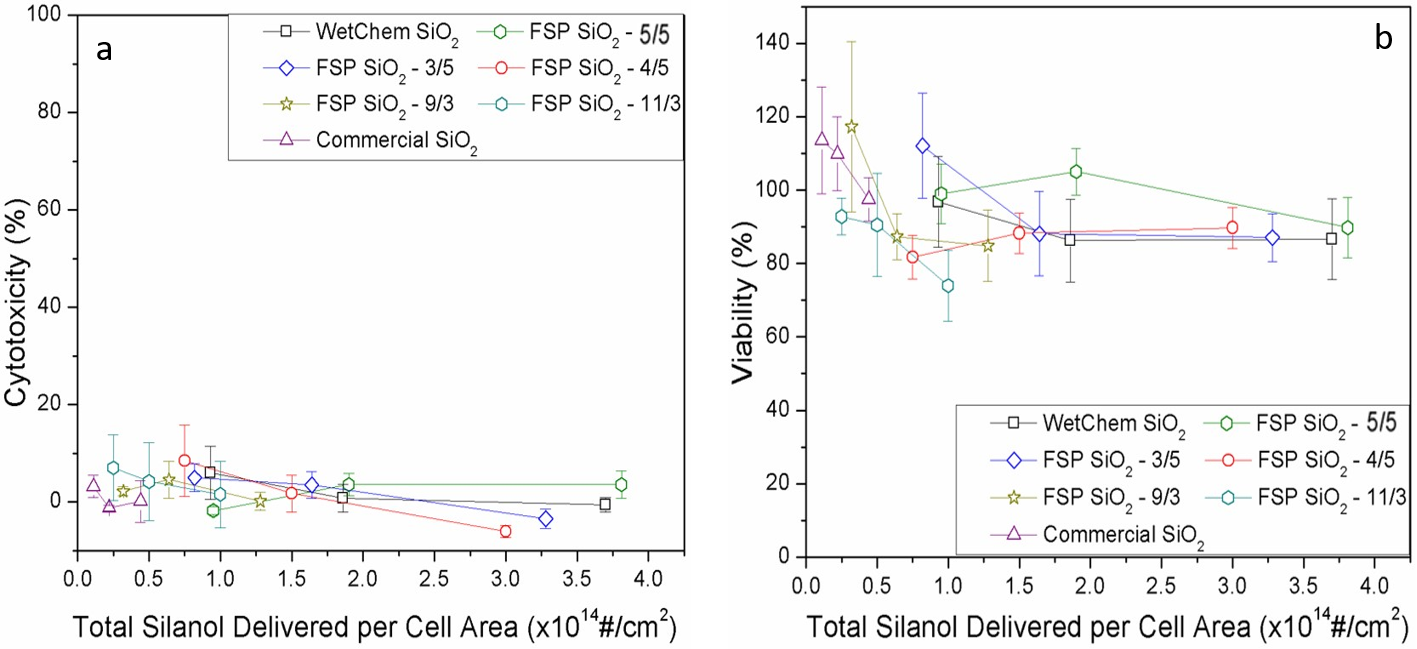 a
WetChem SiO2 FSP SiO2 - 5/5
FSP SiO2 - 3/5 FSP SiO2 - 4/5
FSP SiO2 - 9/3 FSP SiO2 - 11/3
Commercial SiO2
100
80
60
40
20
0
Cytotoxicity (%)
0.0 0.5 1.0 1.5 2.0 2.5 3.0 3.5 4.0
Total Silanol Delivered per Cell Area (x10^14#/cm^2)
b
140
120
100
80
60
40
20
0
Viability (%)
WetChem SiO2 FSP SiO2 - 5/5
FSP SiO2 - 3/5 FSP SiO2 - 4/5
FSP SiO2 - 9/3 FSP SiO2 - 11/3
Commercial SiO2
0.0 0.5 1.0 1.5 2.0 2.5 3.0 3.5 4.0
Total Silanol Delivered per Cell Area (x10^14#/cm^2)